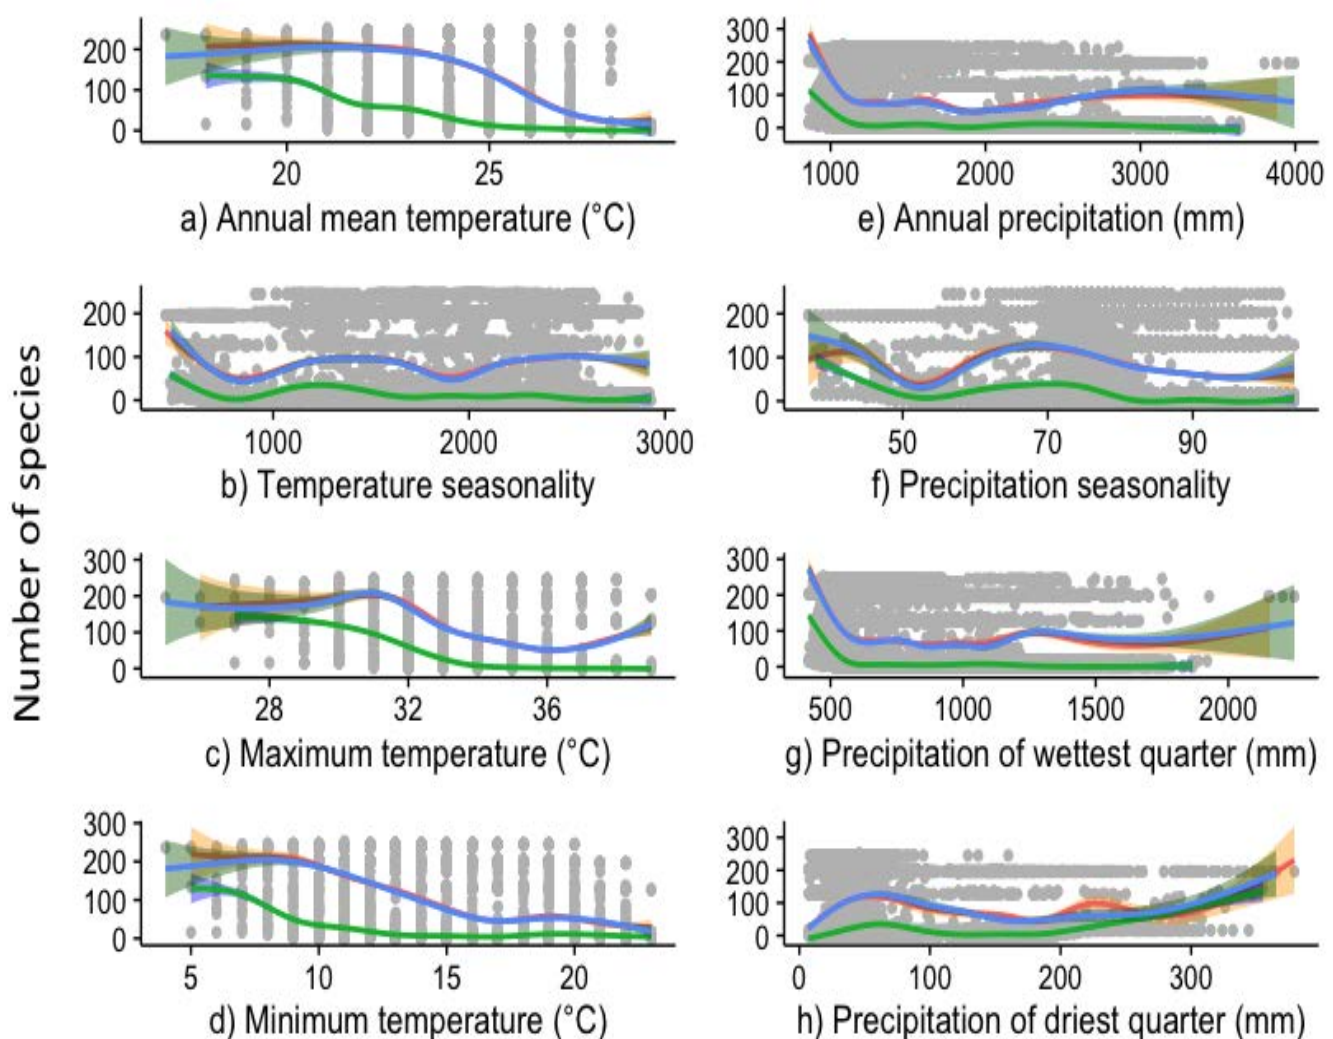 Number of species
200
100
0
20 25
a) Annual mean temperature (°C)
300
200
100
0
1000 2000 3000 4000
e) Annual precipitation (mm)
200
100
0
1000 2000 3000
b) Temperature seasonality
200
100
0
50 70 90
f) Precipitation seasonality
300
200
100
0
28 32 36
c) Maximum temperature (°C)
300
200
100
0
500 1000 1500 2000
g) Precipitation of wettest quarter (mm)
300
200
100
0
5 10 15 20
d) Minimum temperature (°C)
300
200
100
0
0 100 200 300
h) Precipitation of driest quarter (mm)